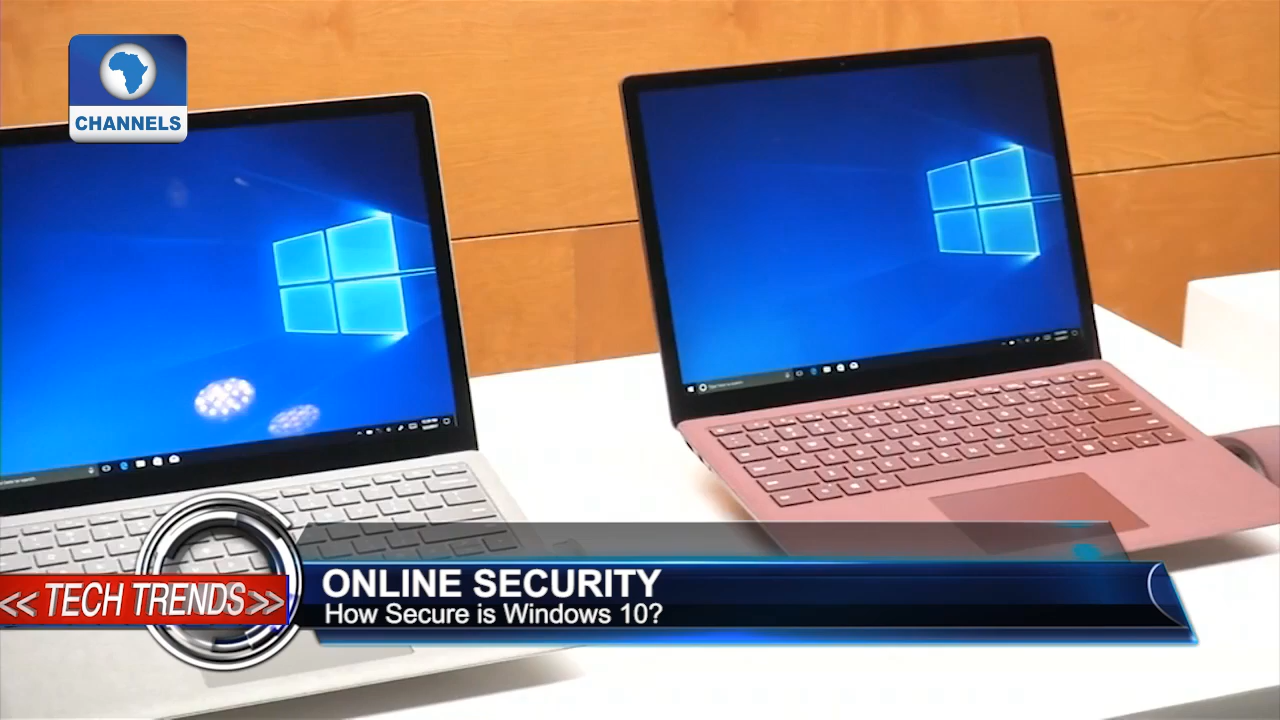 CHANNELS
ONLINE SECURITY
<< TECH TRENDS >>
How Secure is Windows 10?